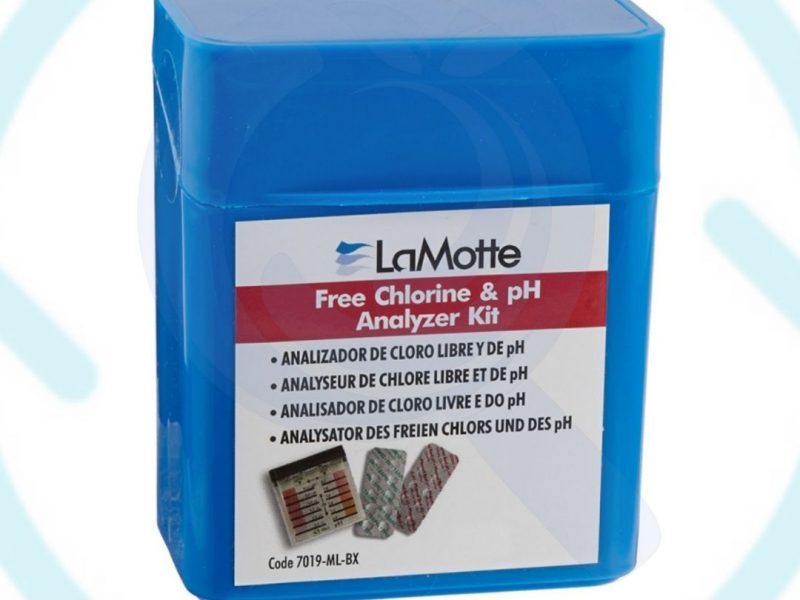 LaMotte
Free Chlorine & pH
Analyzer Kit
• ANALIZADOR DE CLORO LIBRE Y DE pH
• ANALYSEUR DE CHLORE LIBRE ET DE pH
• ANALISADOR DE CLORO LIVRE E DO pH
• ANALYSATOR DES FREIEN CHLORS UND DES pH
Code 7019-ML-BX